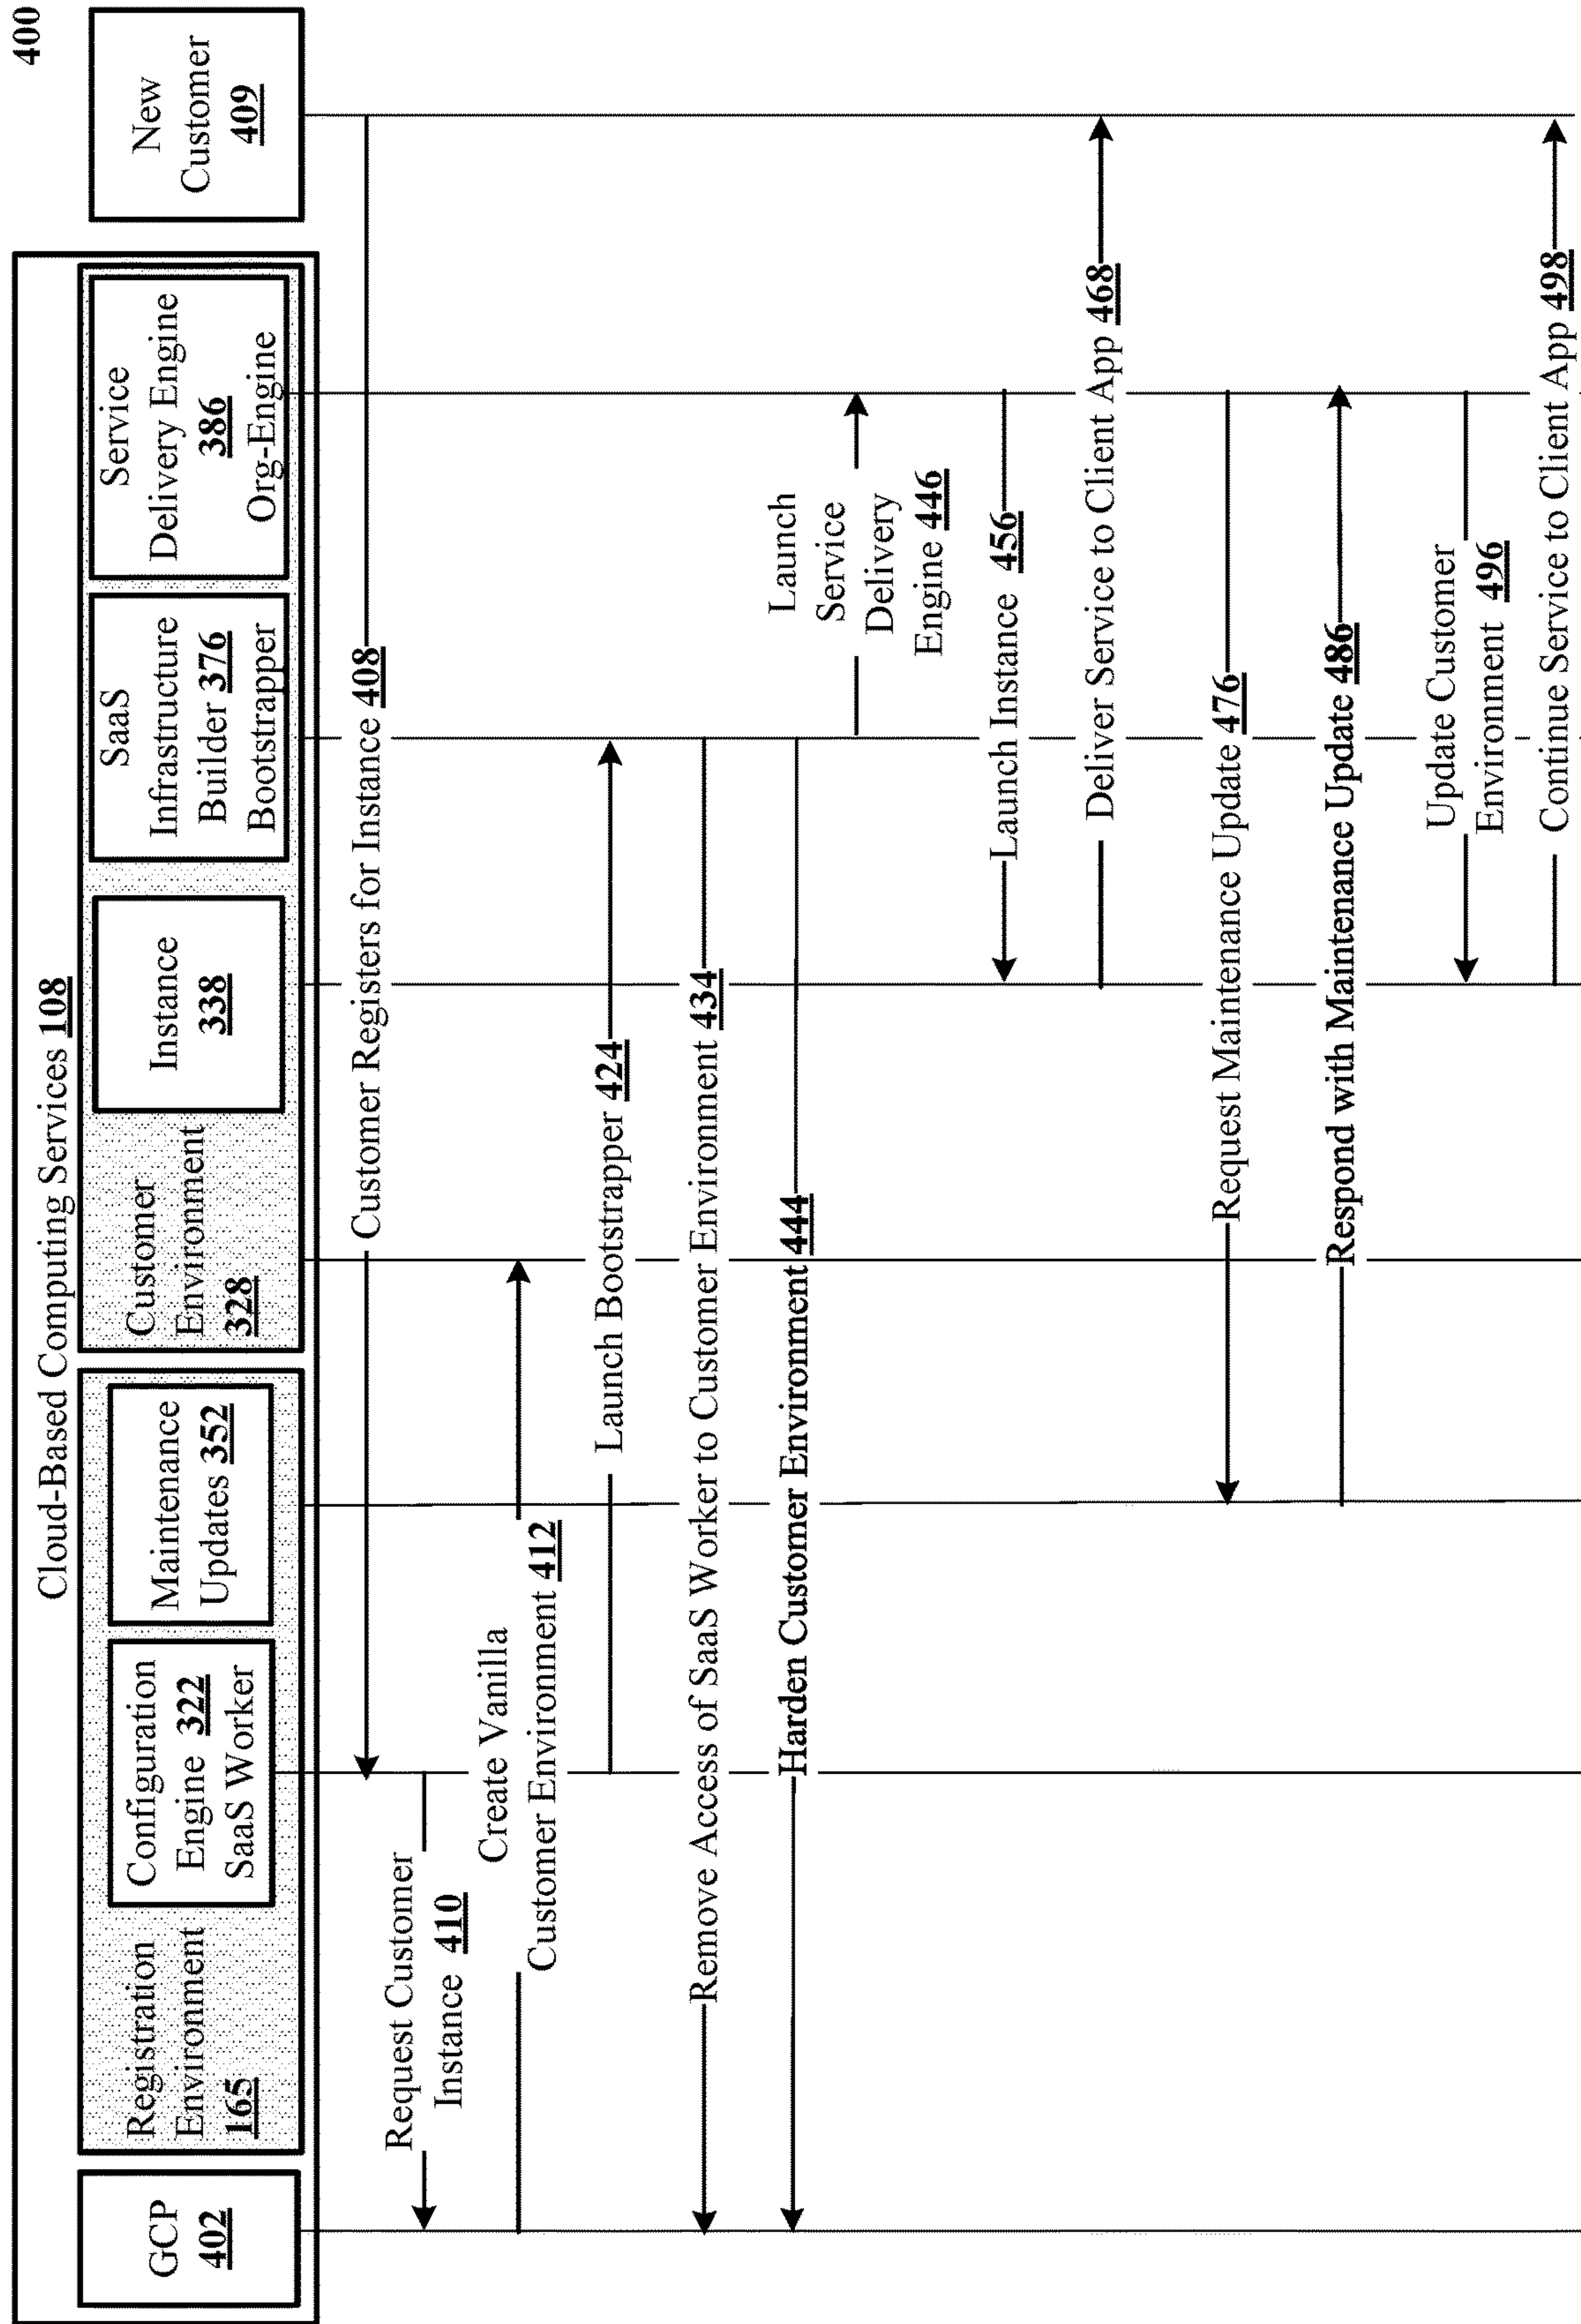 400
Cloud-Based Computing Services 108
GCP
402
Registration
Environment
165
Configuration
Engine 322
SaaS Worker
Maintenance
Updates 352
Customer
Environment
328
Instance
338
SaaS
Infrastructure
Builder 376
Bootstrapper
Service
Delivery Engine
386
Org-Engine
New
Customer
409
Customer Registers for Instance 408
Request Customer
Instance 410
Create Vanilla
Customer Environment 412
Launch Bootstrapper 424
Remove Access of SaaS Worker to Customer Environment 434
Harden Customer Environment 444
Launch
Service
Delivery
Engine 446
Launch Instance 456
Deliver Service to Client App 468
Request Maintenance Update 476
Respond with Maintenance Update 486
Update Customer
Environment 496
Continue Service to Client App 498